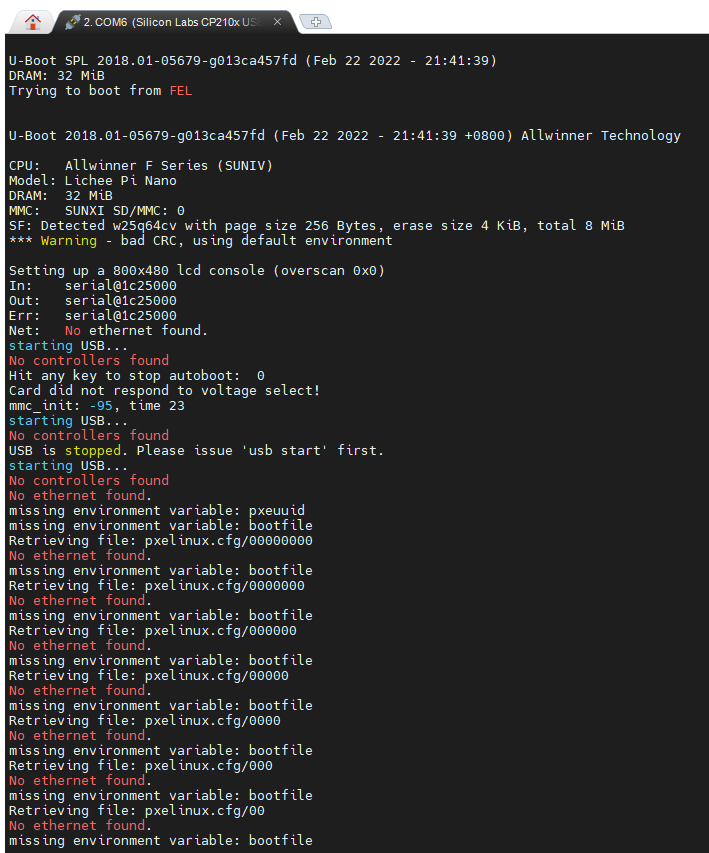 2. COM6 (Silicon Labs CP210x US
U-Boot SPL 2018.01-05679-g013ca457fd (Feb 22 2022 - 21:41:39)
DRAM: 32 MiB
Trying to boot from FEL
U-Boot 2018.01-05679-g013ca457fd (Feb 22 2022 - 21:41:39 +0800) Allwinner Technology
CPU:   Allwinner F Series (SUNIV)
Model: Lichee Pi Nano
DRAM:  32 MiB
MMC:   SUNXI SD/MMC: 0
SF: Detected w25q64cv with page size 256 Bytes, erase size 4 KiB, total 8 MiB
*** Warning - bad CRC, using default environment
Setting up a 800x480 lcd console (overscan 0x0)
In:    serial@1c25000
Out:   serial@1c25000
Err:   serial@1c25000
Net:   No ethernet found.
starting USB...
No controllers found
Hit any key to stop autoboot:  0
Card did not respond to voltage select!
mmc_init: -95, time 23
starting USB...
No controllers found
USB is stopped. Please issue 'usb start' first.
starting USB...
No controllers found
No ethernet found.
missing environment variable: pxeuuid
missing environment variable: bootfile
Retrieving file: pxelinux.cfg/00000000
No ethernet found.
missing environment variable: bootfile
Retrieving file: pxelinux.cfg/0000000
No ethernet found.
missing environment variable: bootfile
Retrieving file: pxelinux.cfg/000000
No ethernet found.
missing environment variable: bootfile
Retrieving file: pxelinux.cfg/00000
No ethernet found.
missing environment variable: bootfile
Retrieving file: pxelinux.cfg/0000
No ethernet found.
missing environment variable: bootfile
Retrieving file: pxelinux.cfg/000
No ethernet found.
missing environment variable: bootfile
Retrieving file: pxelinux.cfg/00
No ethernet found.
missing environment variable: bootfile